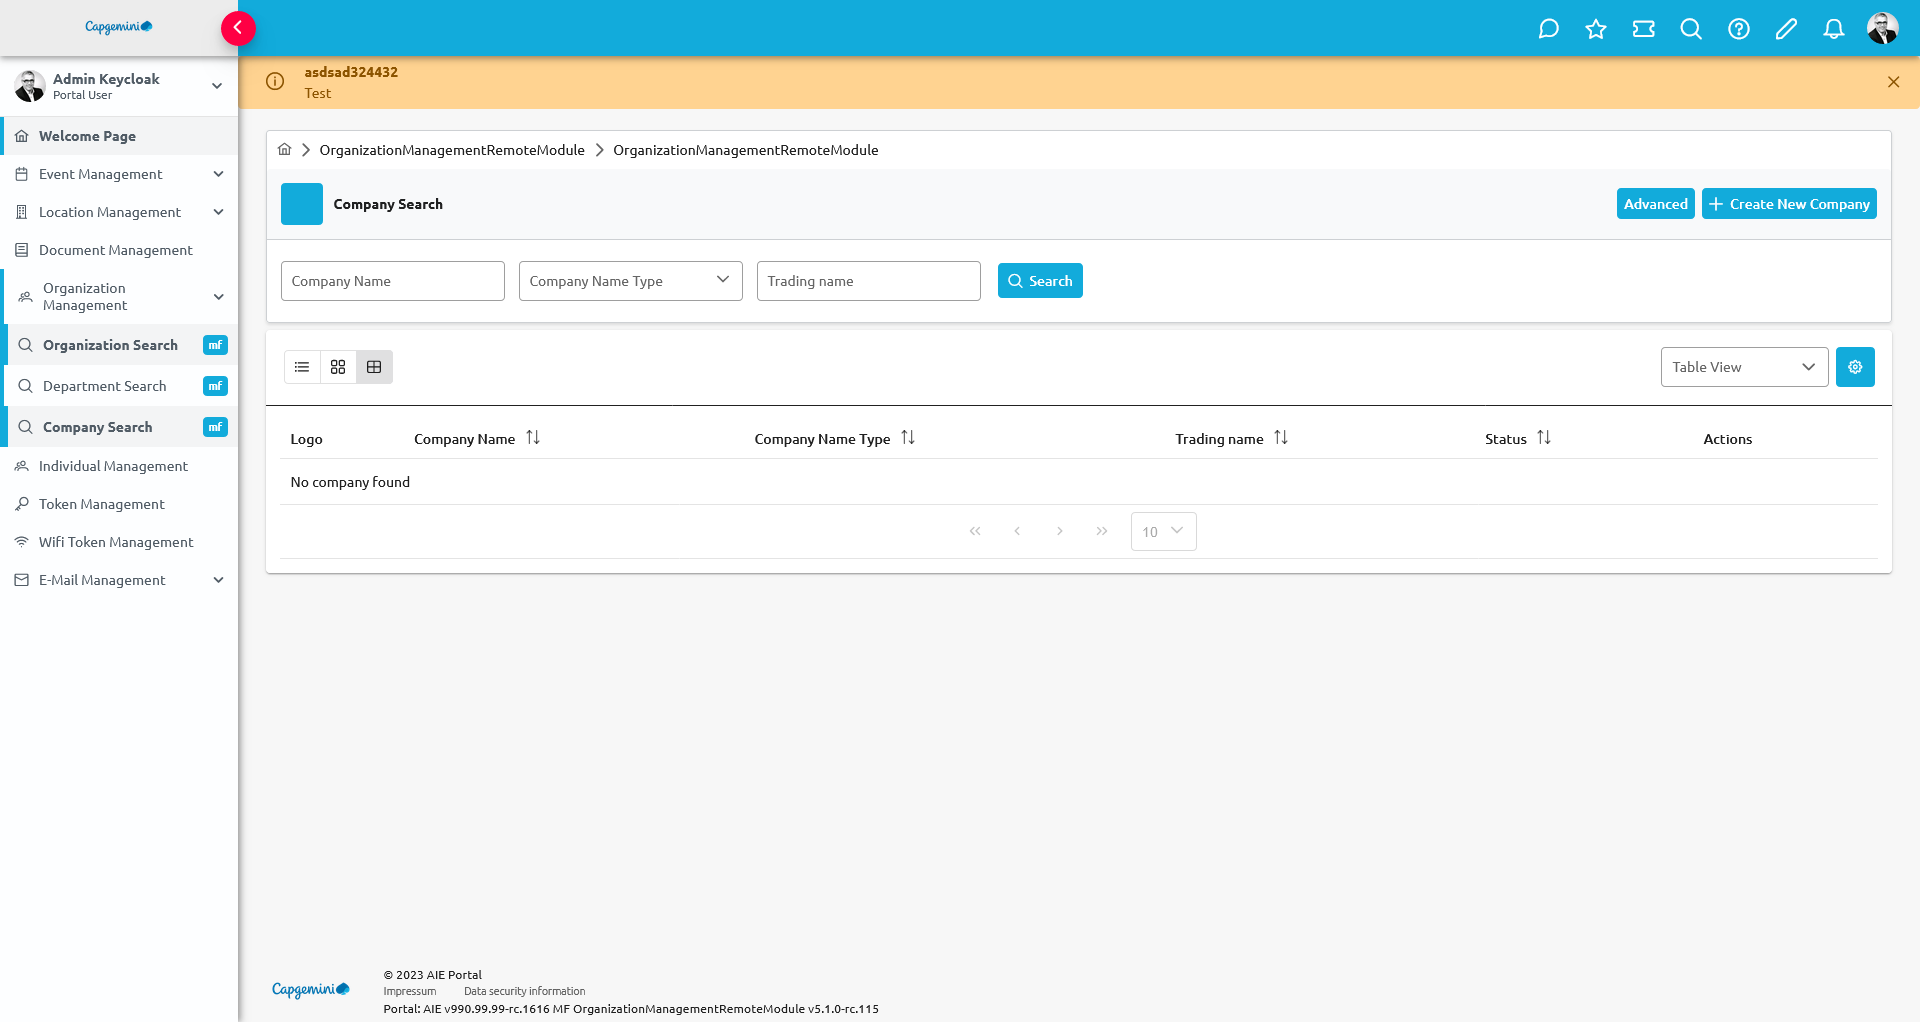 Capgemini
Admin Keycloak
Portal User
Welcome Page
Event Management
Location Management
Document Management
Organization
Management
Organization Search mf
Department Search mf
Company Search mf
Individual Management
Token Management
Wifi Token Management
E-Mail Management
asdsad324432
Test
OrganizationManagementRemoteModule OrganizationManagementRemoteModule
Company Search Advanced Create New Company
Company Name Company Name Type Trading name Search
Table View
Logo Company Name Company Name Type Trading name Status Actions
No company found
10
Capgemini
© 2023 AIE Portal
Impressum Data security information
Portal: AIE v990.99.99-rc.1616 MF OrganizationManagementRemoteModule v5.1.0-rc.115